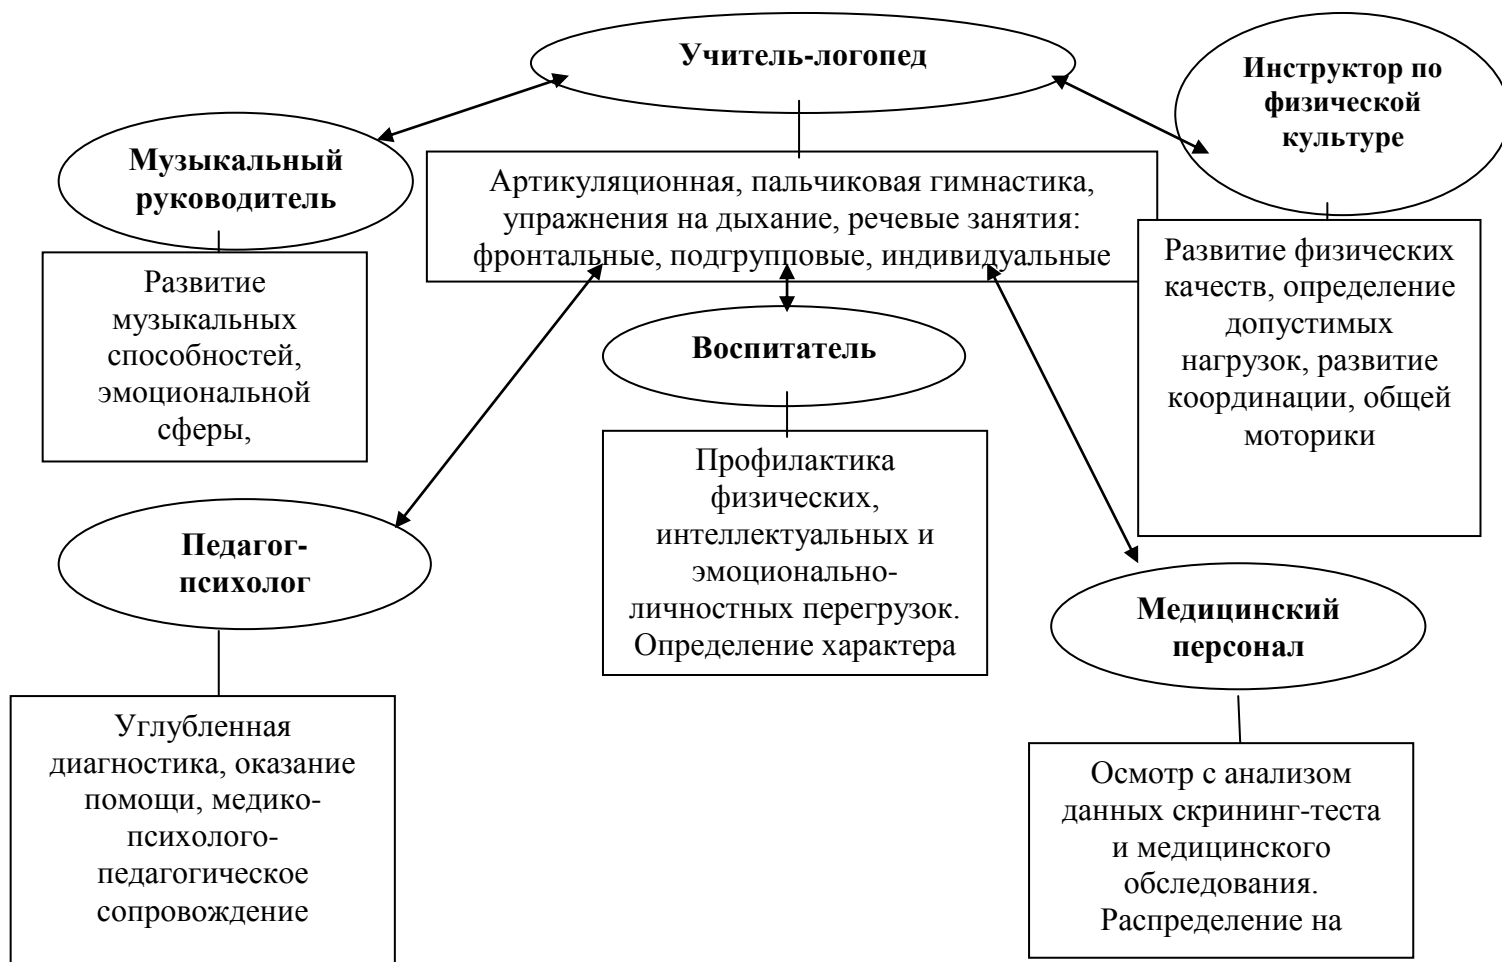 Учитель-логопед
Инструктор по
физической
культуре
Музыкальный
руководитель
Артикуляционная, пальчиковая гимнастика,
упражнения на дыхание, речевые занятия:
фронтальные, подгрупповые, индивидуальные
Развитие физических
качеств, определение
допустимых
нагрузок, развитие
координации, общей
моторики
Развитие
музыкальных
способностей,
эмоциональной
сферы,
Воспитатель
Профилактика
физических,
интеллектуальных и
эмоционально-
личностных перегрузок.
Определение характера
Педагог-
психолог
Медицинский
персонал
Углубленная
диагностика, оказание
помощи, медико-
психолого-
педагогическое
сопровождение
Осмотр с анализом
данных скрининг-теста
и медицинского
обследования.
Распределение на